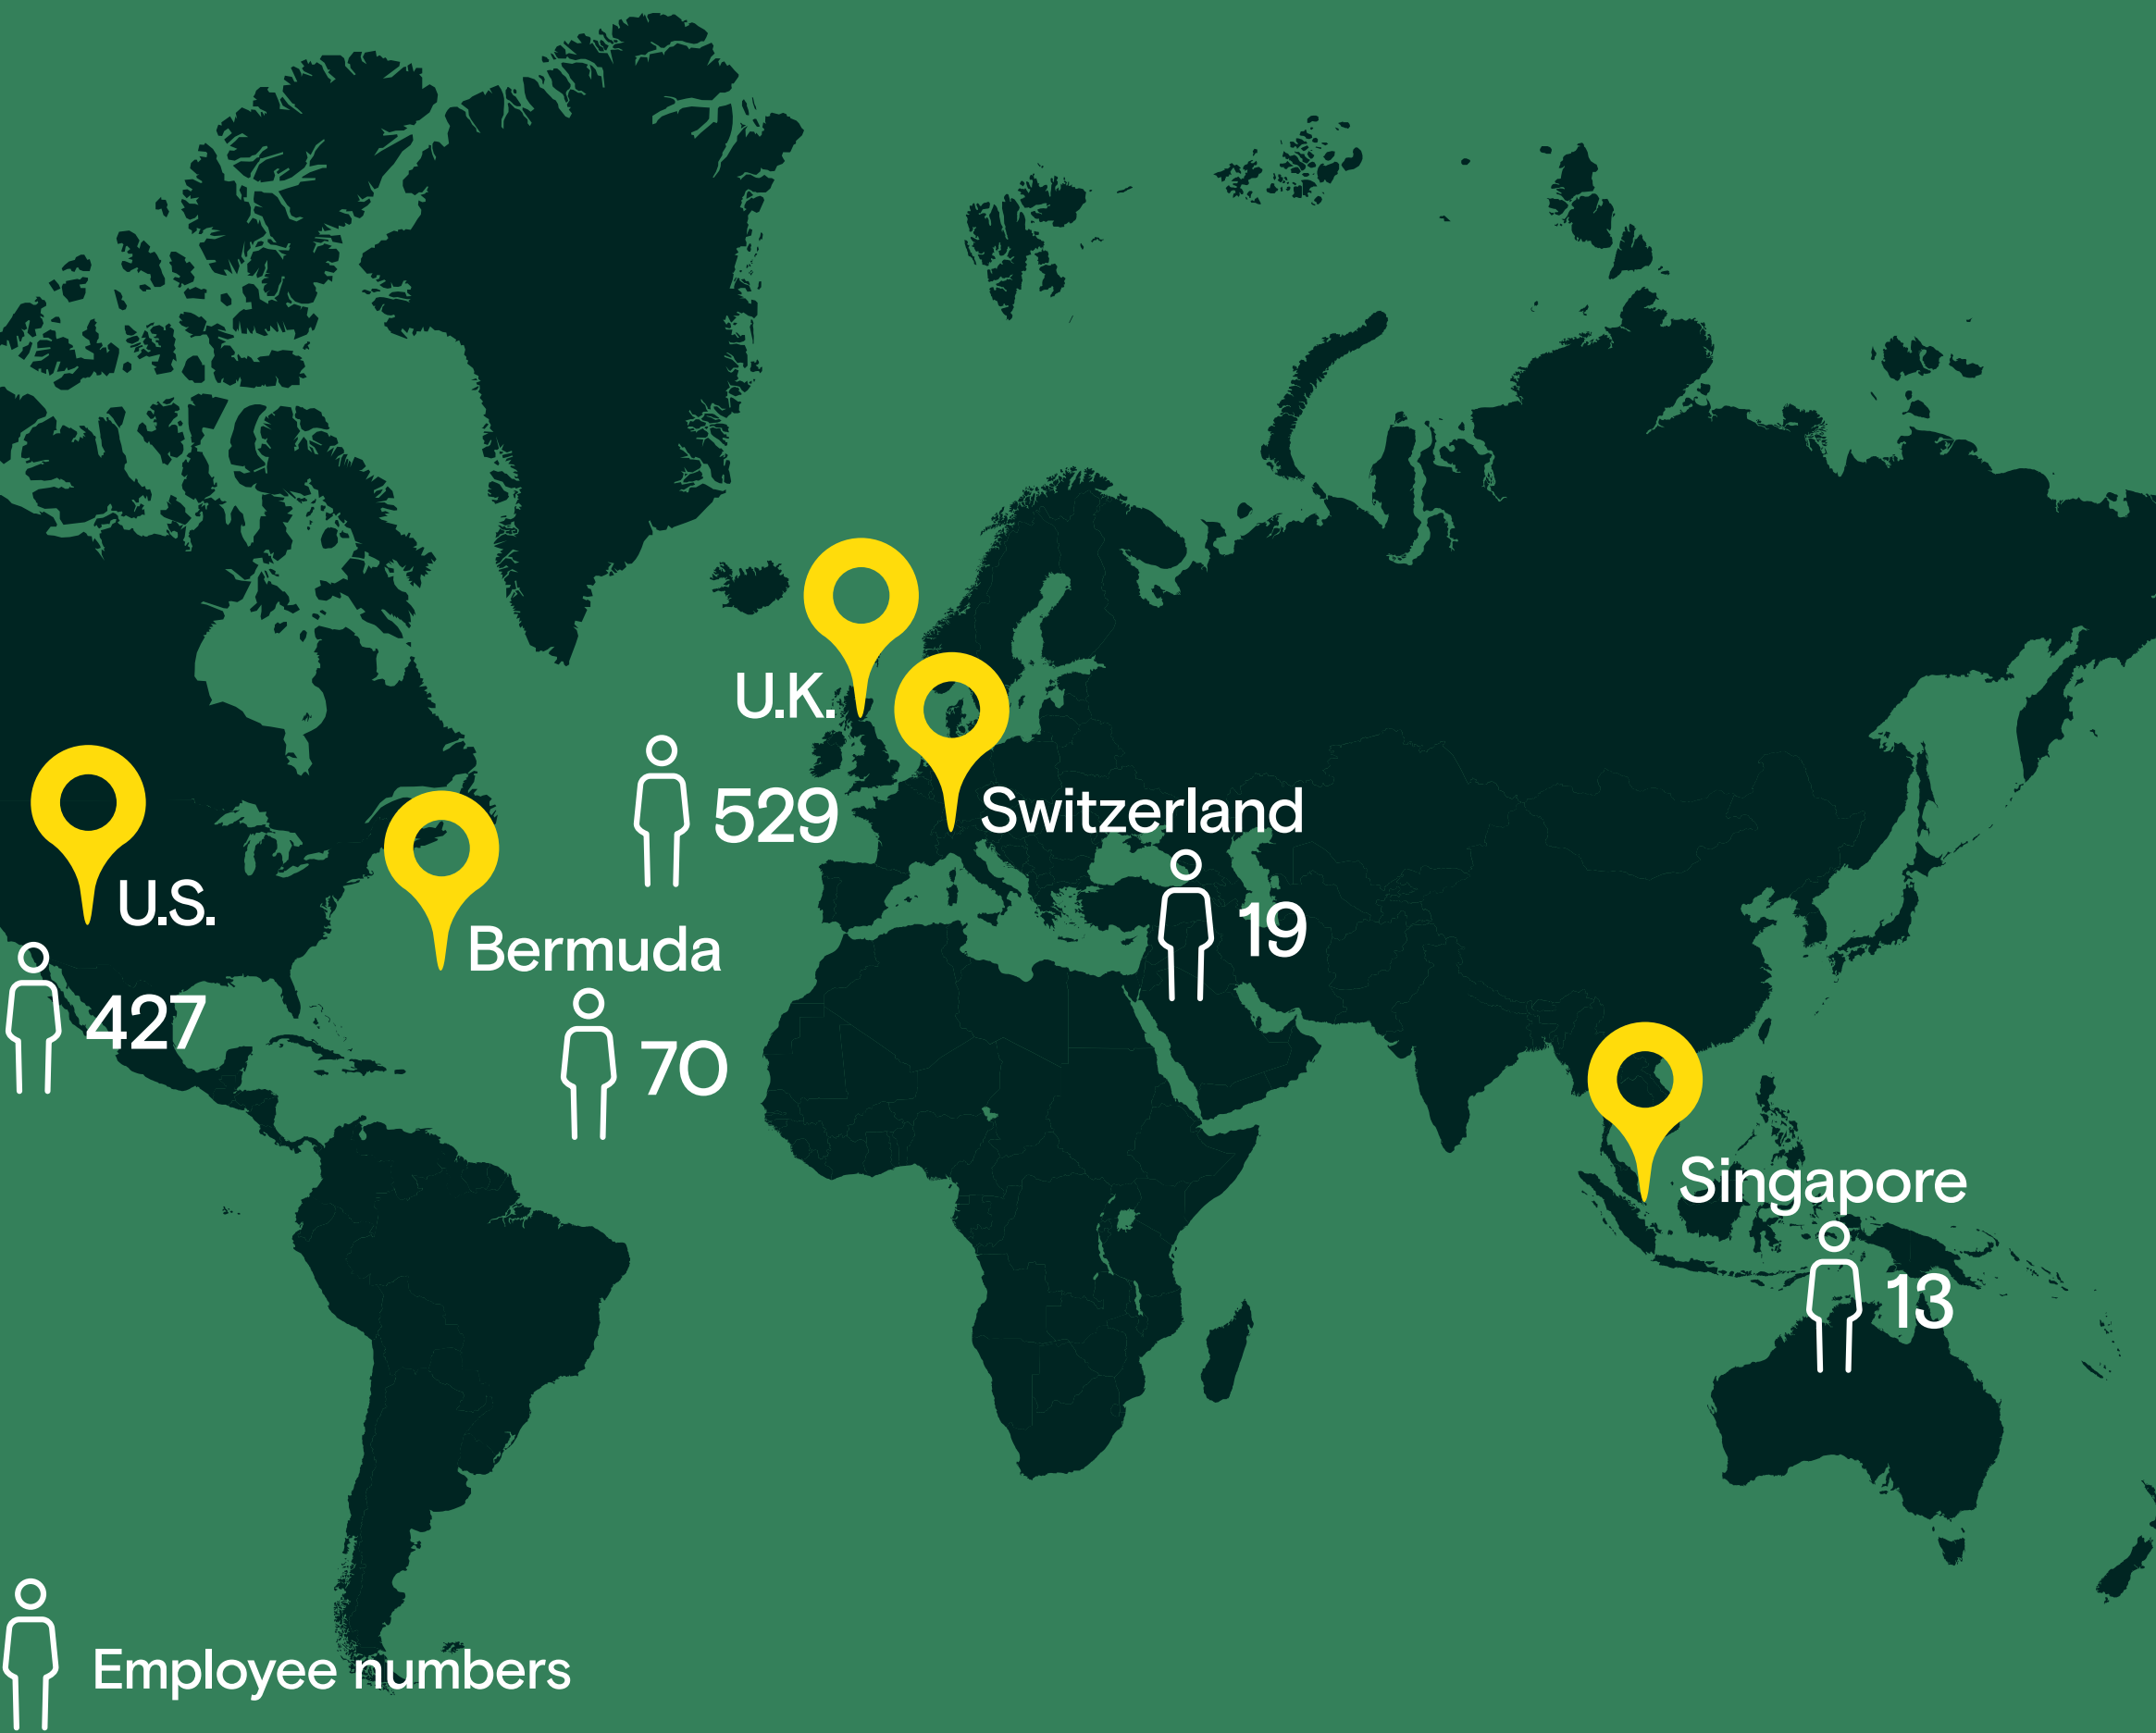 U.K.
529
Switzerland
19
U.S.
427
Bermuda
70
Singapore
13
Employee numbers